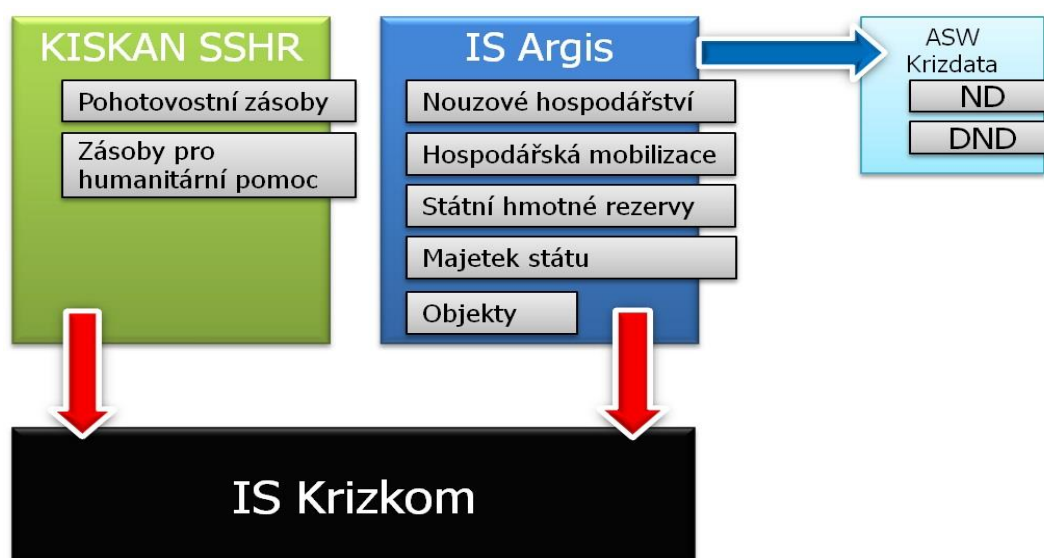 KISKAN SSHR
Pohotovostní zásoby
Zásoby pro
humanitární pomoc
IS Argis
Nouzové hospodářství
Hospodářská mobilizace
Státní hmotné rezervy
Majetek státu
Objekty
ASW
Krizdata
ND
DND
IS Krizkom